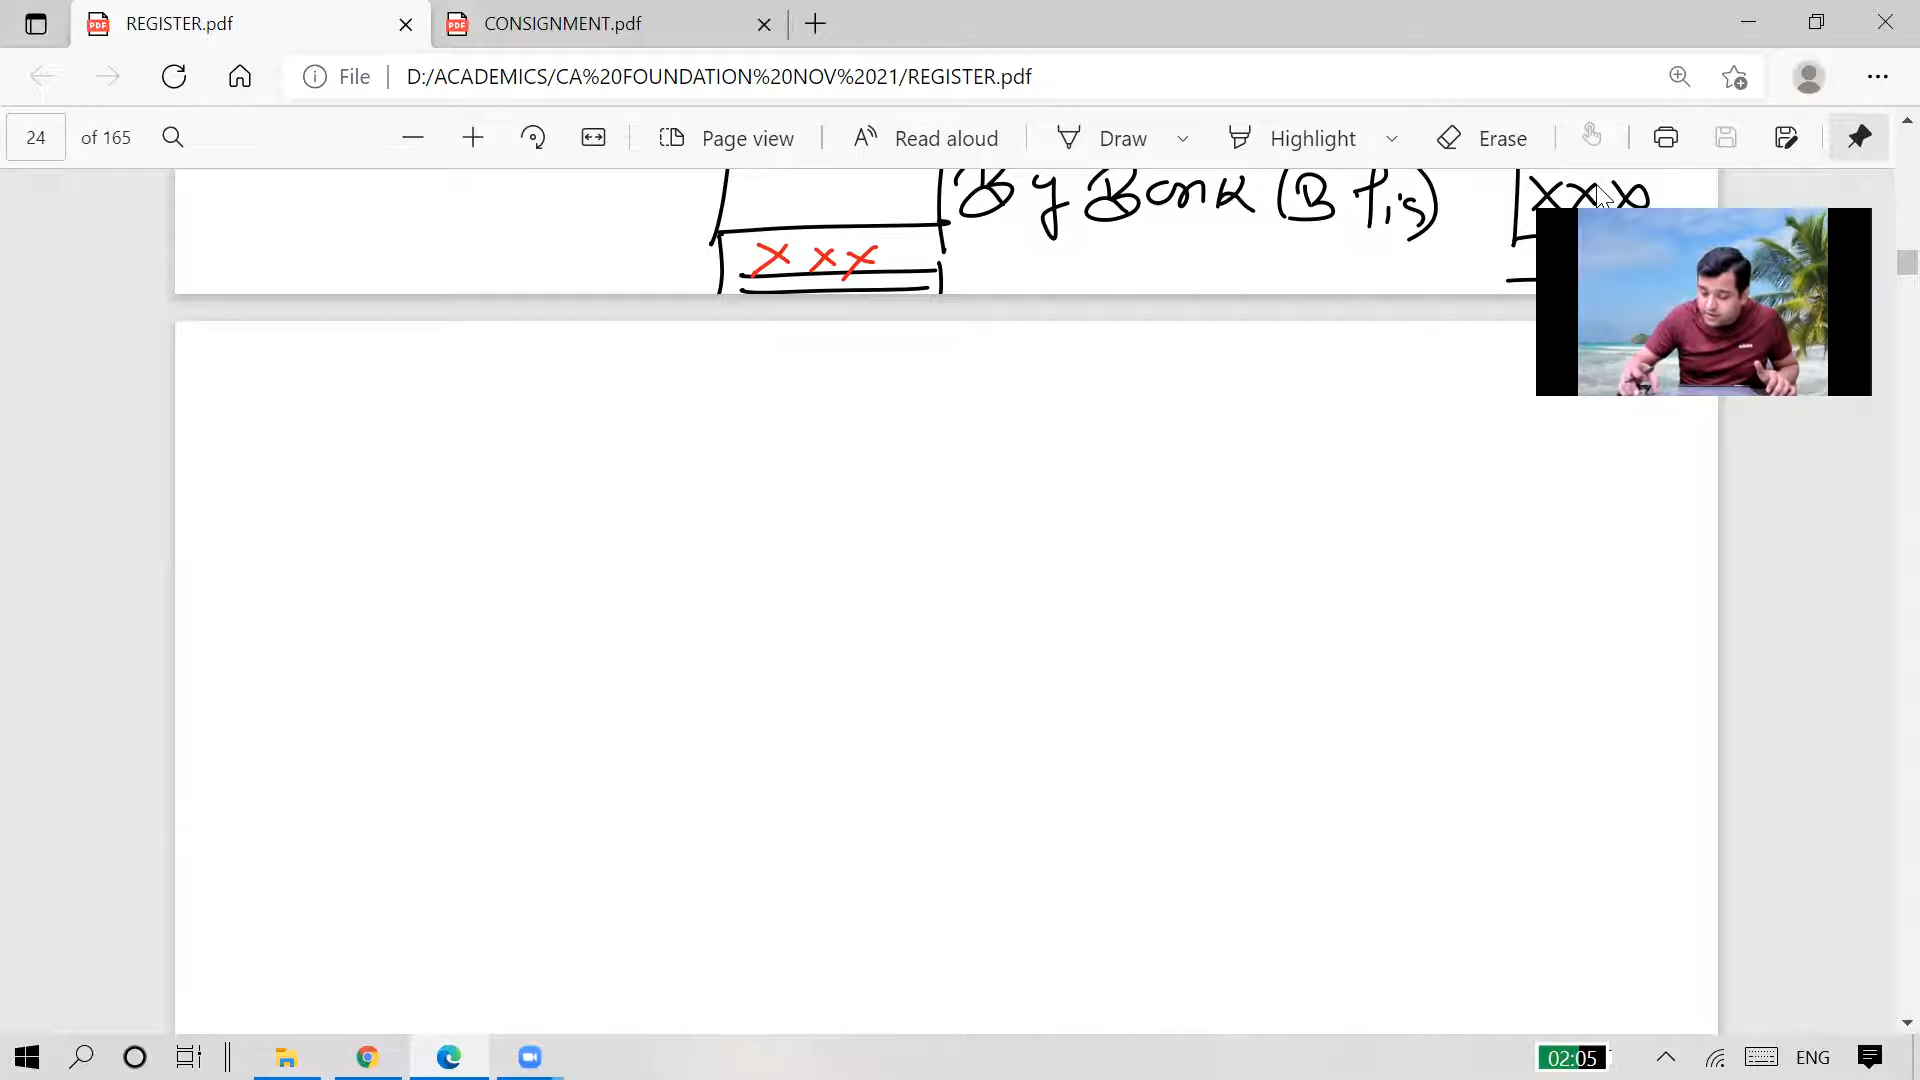 REGISTER.pdf
CONSIGNMENT.pdf
File
D:/ACADEMICS/CA%20FOUNDATION%20NOV%2021/REGISTER.pdf
24 of 165
Page view
Read aloud
Draw
Highlight
Erase
By Bank (B f, is) xxx
xxx
02:05
ENG